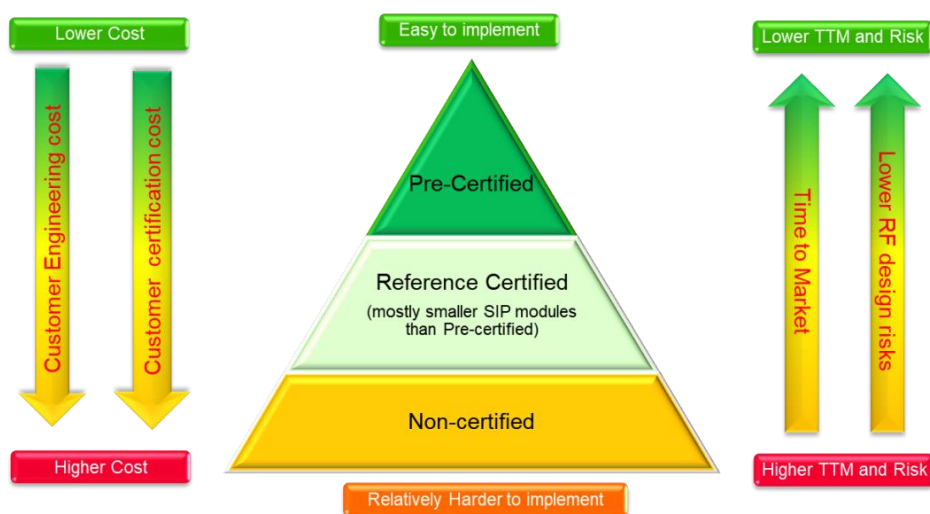 Lower Cost
Easy to implement
Lower TTM and Risk
Customer Engineering cost
Customer certification cost
Pre-Certified
Reference Certified
(mostly smaller SIP modules
than Pre-certified)
Non-certified
Time to Market
Lower RF design risks
Higher Cost
Relatively Harder to implement
Higher TTM and Risk